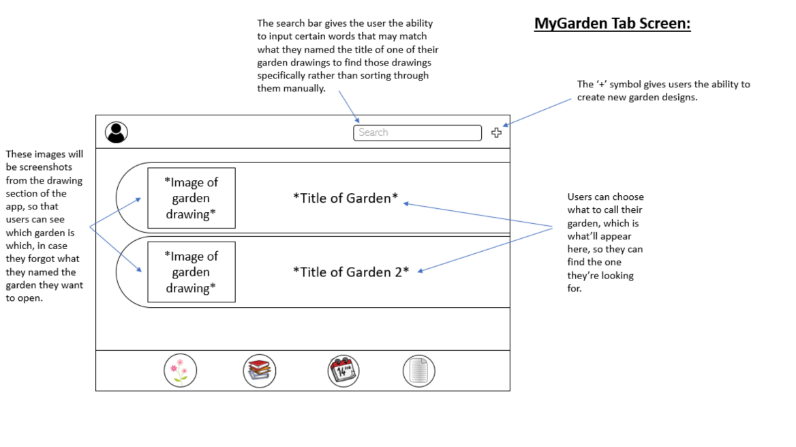 MyGarden Tab Screen:
The search bar gives the user the ability
to input certain words that may match
what they named the title of one of their
garden drawings to find those drawings
specifically rather than sorting through
them manually.
The '+' symbol gives users the ability to
create new garden designs.
Search
These images will
be screenshots
from the drawing
section of the
app, so that
users can see
which garden is
which, in case
they forgot what
they named the
garden they want
to open.
*Image of
garden
drawing*
*Title of Garden*
*Image of
garden
drawing*
*Title of Garden 2*
Users can choose
what to call their
garden, which is
what'll appear
here, so they can
find the one
they're looking
for.
14